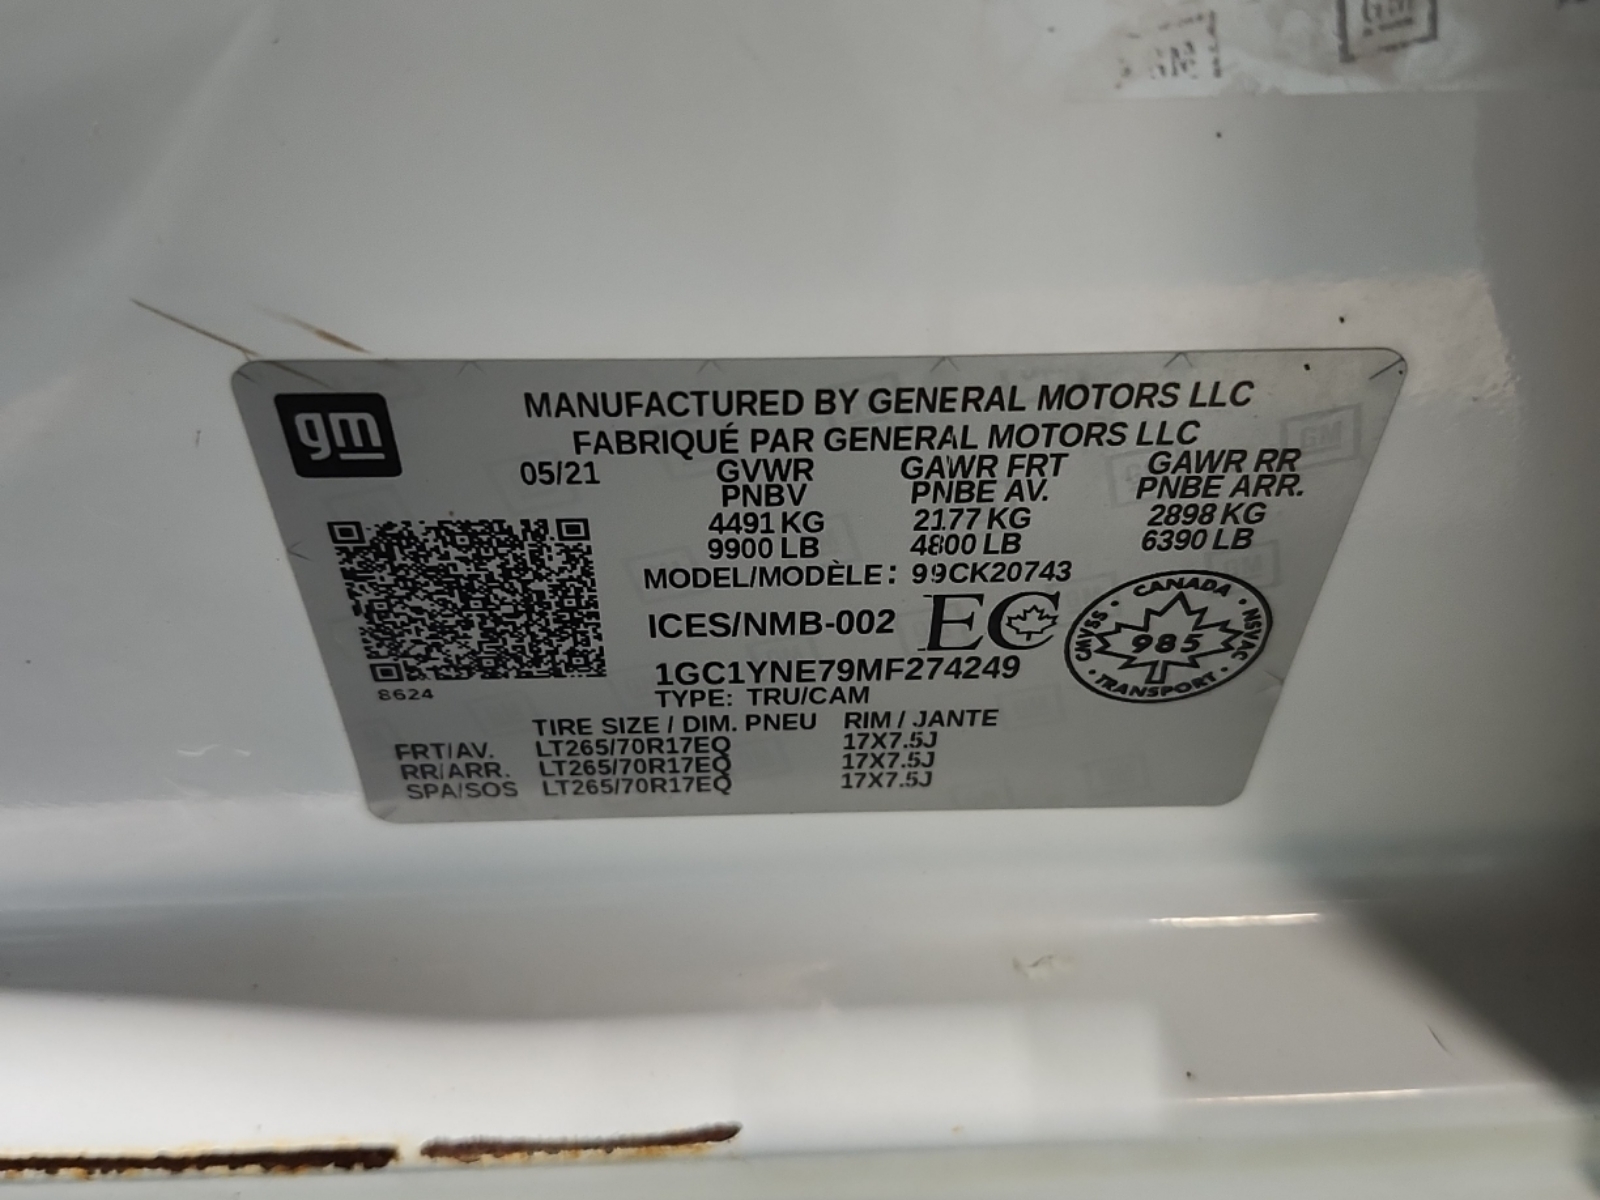 gm
MANUFACTURED BY GENERAL MOTORS LLC
FABRIQUÉ PAR GENERAL MOTORS LLC
05/21 GVWR GAWR FRT GAWR RR
PNBV PNBE AV. PNBE ARR.
4491 KG 2177 KG 2898 KG
9900 LB 4800 LB 6390 LB
MODEL/MODÈLE: 99CK20743
ICES/NMB-002 EC
CANADA
CMVSS 985 NSVAC
TRANSPORT
1GC1YNE79MF274249
8624
TYPE: TRU/CAM
TIRE SIZE / DIM. PNEU RIM / JANTE
FRT/AV. LT265/70R17EQ 17X7.5J
RR/ARR. LT265/70R17EQ 17X7.5J
SPA/SOS LT265/70R17EQ 17X7.5J